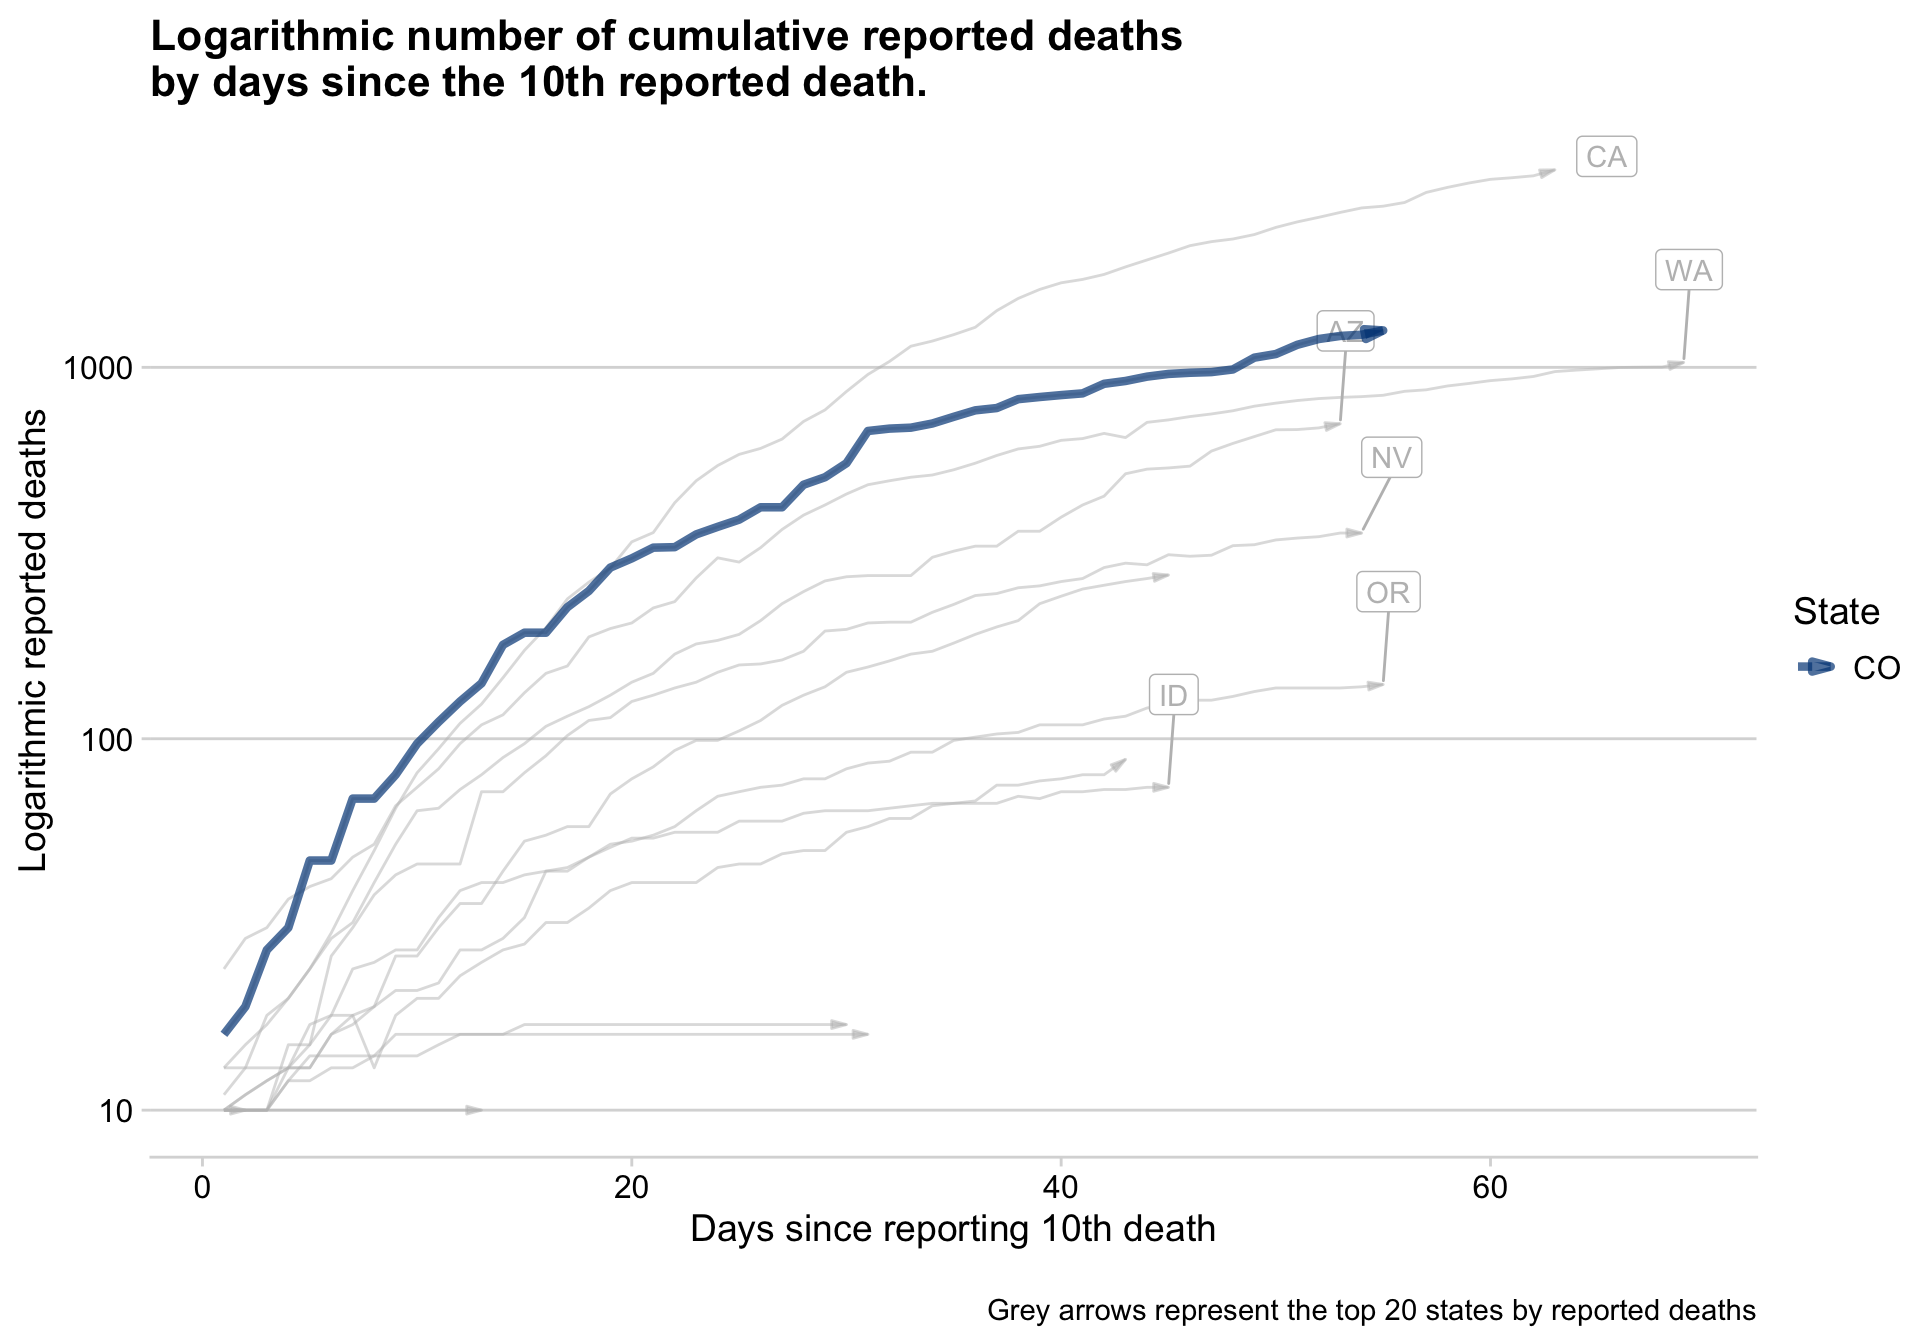 Logarithmic number of cumulative reported deaths
by days since the 10th reported death.
CA
WA
AZ
NV
OR
ID
1000
100
10
Logarithmic reported deaths
0 20 40 60
Days since reporting 10th death
State
CO
Grey arrows represent the top 20 states by reported deaths